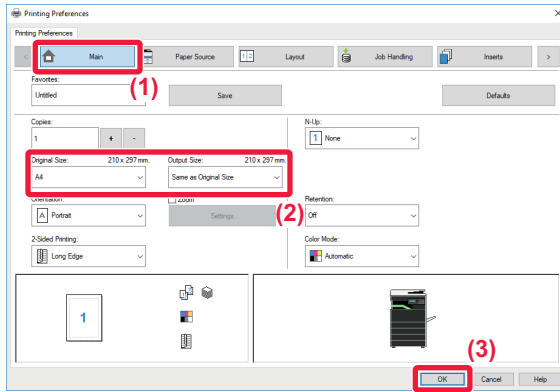 Printing Preferences
Printing Preferences
Main
Paper Source
1 2
Layout
Job Handling
Inserts
(1)
Favorites:
Untitled
Save
Defaults
Copies:
1
+ -
N-Up:
1 None
Original Size: 210 x 297 mm.
A4
Output Size: 210 x 297 mm.
Same as Original Size
(2)
Orientation:
A Portrait
Zoom
Settings...
Retention:
Off
2-Sided Printing:
Long Edge
Color Mode:
Automatic
1
(3)
OK Cancel Help